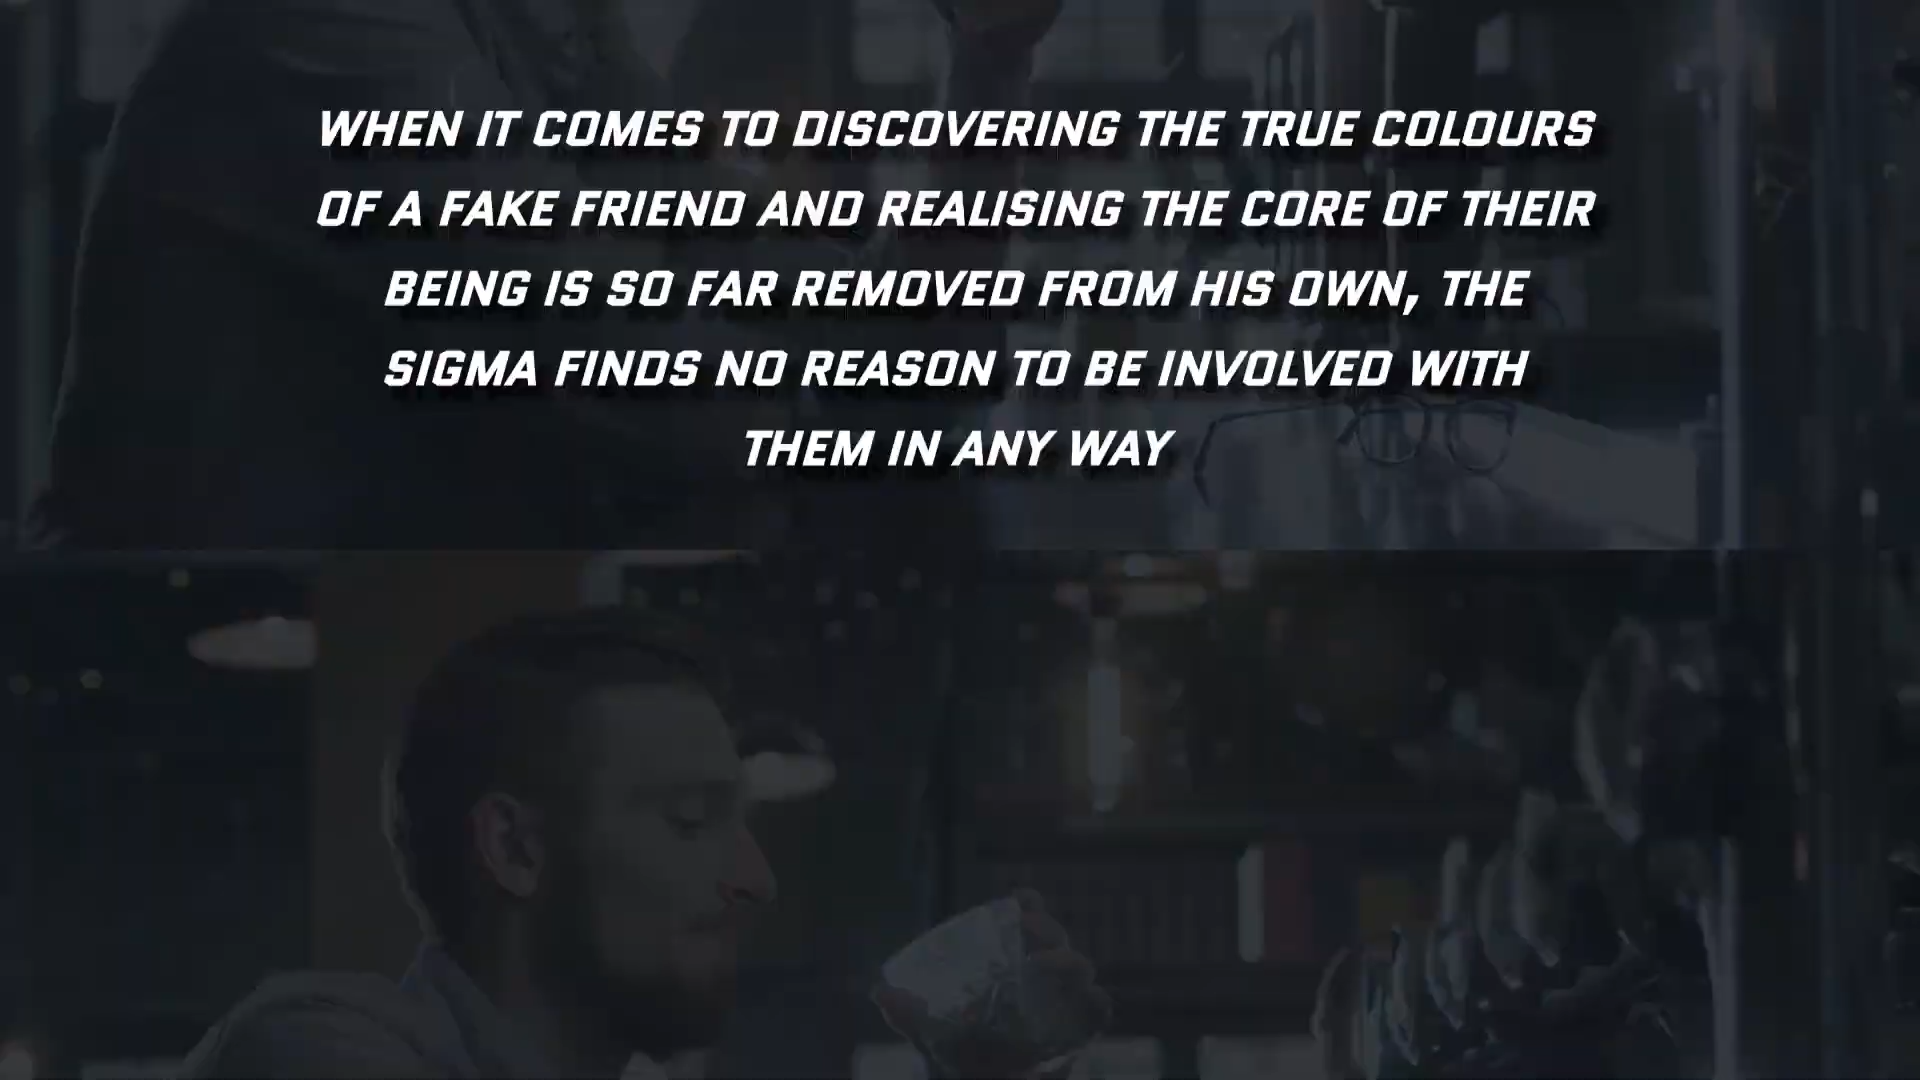 WHEN IT COMES TO DISCOVERING THE TRUE COLOURS
OF A FAKE FRIEND AND REALISING THE CORE OF THEIR
BEING IS SO FAR REMOVED FROM HIS OWN, THE
SIGMA FINDS NO REASON TO BE INVOLVED WITH
THEM IN ANY WAY